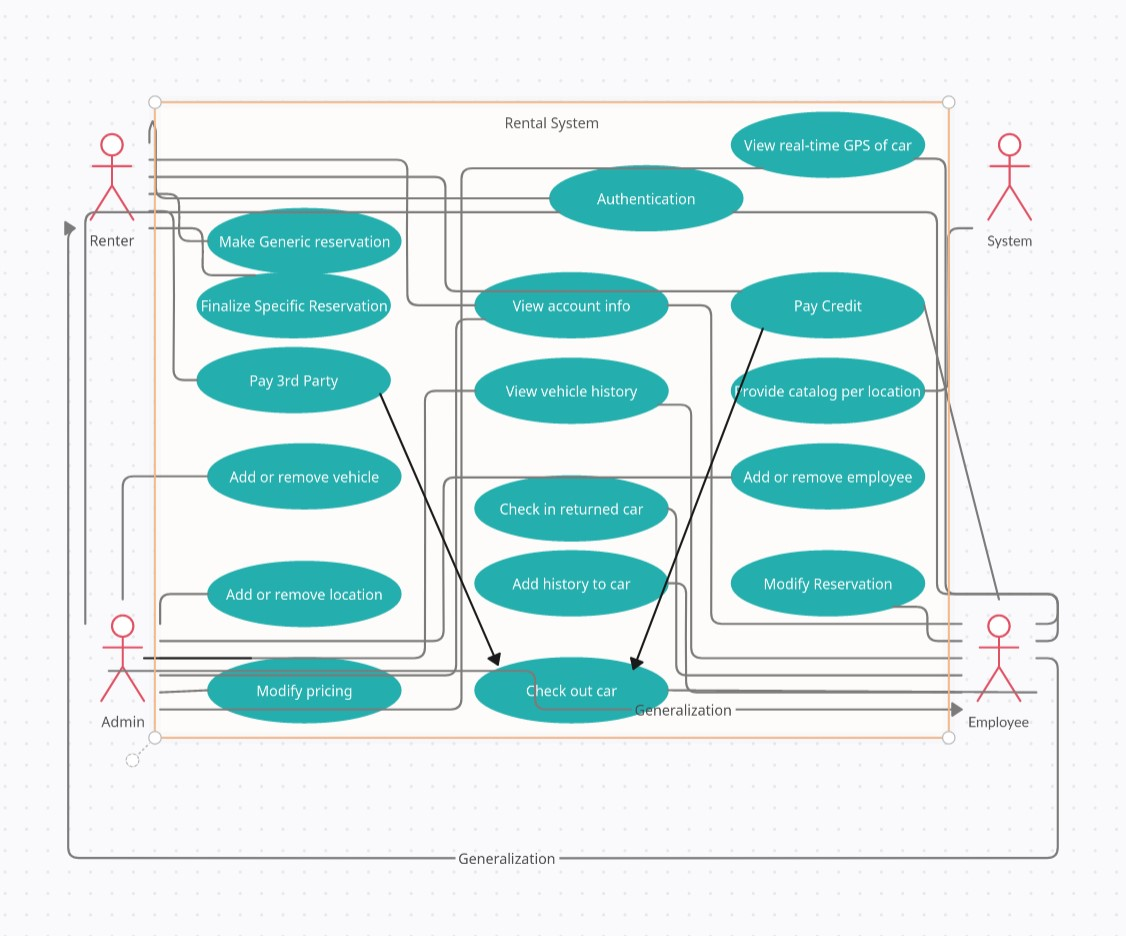 Rental System
View real-time GPS of car
Authentication
Renter
Make Generic reservation
System
Finalize Specific Reservation
View account info
Pay Credit
Pay 3rd Party
View vehicle history
Provide catalog per location
Add or remove vehicle
Add or remove employee
Check in returned car
Add history to car
Modify Reservation
Add or remove location
Modify pricing
Check out car
Generalization
Admin
Employee
Generalization